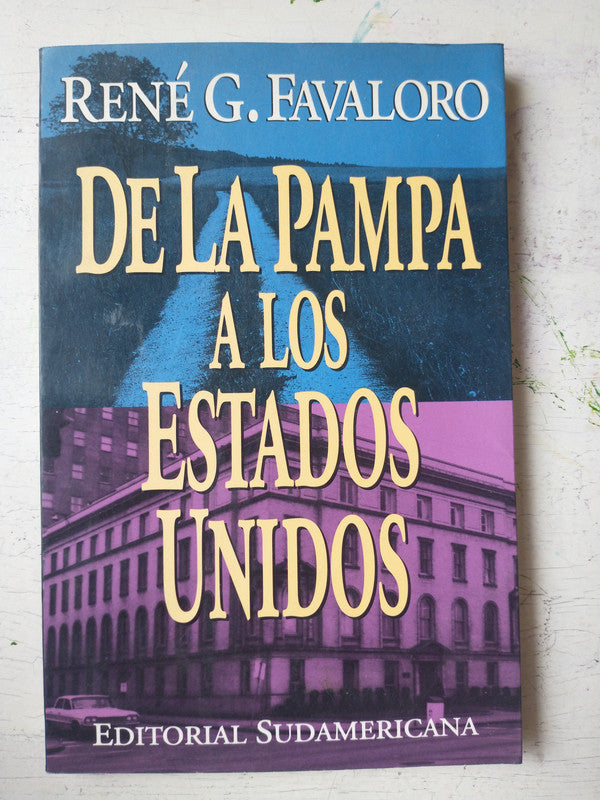 RENÉ G. FAVALORO
DE LA PAMPA
A LOS
ESTADOS
UNIDOS
EDITORIAL SUDAMERICANA